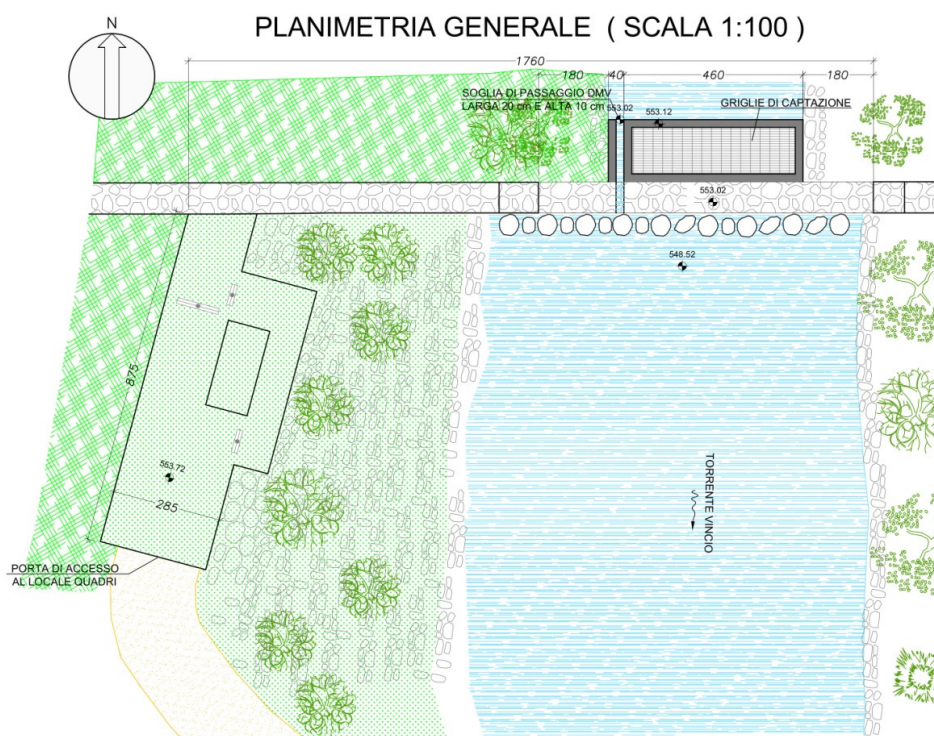 PLANIMETRIA GENERALE ( SCALA 1:100 )
N
1760
180
40
460
180
SOGLIA DI PASSAGGIO DMV
LARGA 20 cm E ALTA 10 cm
553.02
553.12
GRIGLIE DI CAPTAZIONE
553.02
548.52
875
553.72
285
TORRENTE VINCIO
PORTA DI ACCESSO
AL LOCALE QUADRI